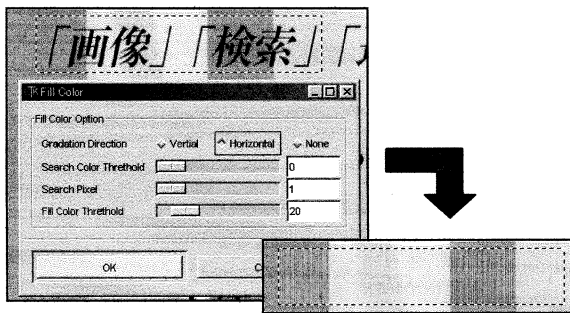 「画像」「検索」「
Fill Color
Fill Color Option
Gradation Direction Vertial Horizontal None
Search Color Threthold 0
Search Pixel 1
Fill Color Threthold 20
OK C